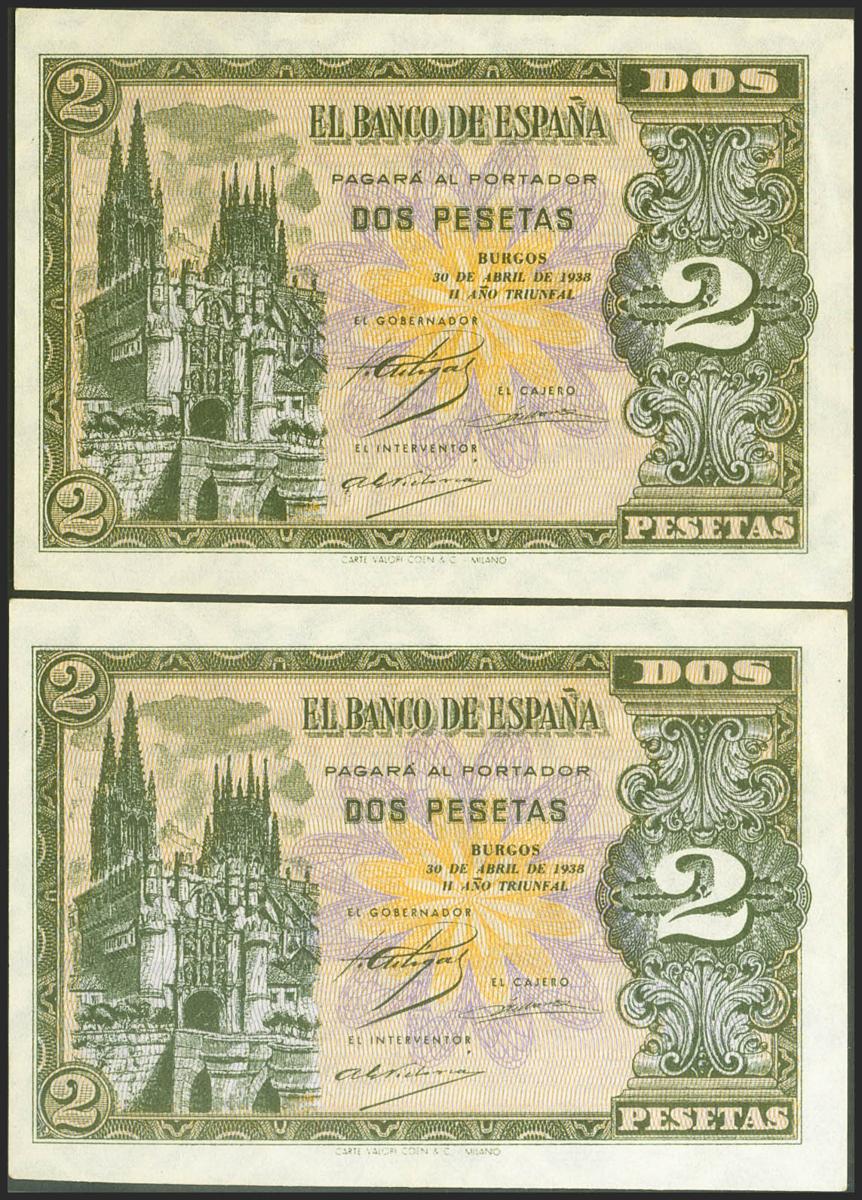 2
DOS
EL BANCO DE ESPAÑA
PAGARÁ AL PORTADOR
DOS PESETAS
BURGOS
30 DE ABRIL DE 1938
II AÑO TRIUNFAL
2
EL GOBERNADOR
EL CAJERO
EL INTERVENTOR
2
PESETAS
CARTE VALORI COEN & C. - MILANO
2
DOS
EL BANCO DE ESPAÑA
PAGARÁ AL PORTADOR
DOS PESETAS
BURGOS
30 DE ABRIL DE 1938
II AÑO TRIUNFAL
2
EL GOBERNADOR
EL CAJERO
EL INTERVENTOR
2
PESETAS
CARTE VALORI COEN & C. - MILANO